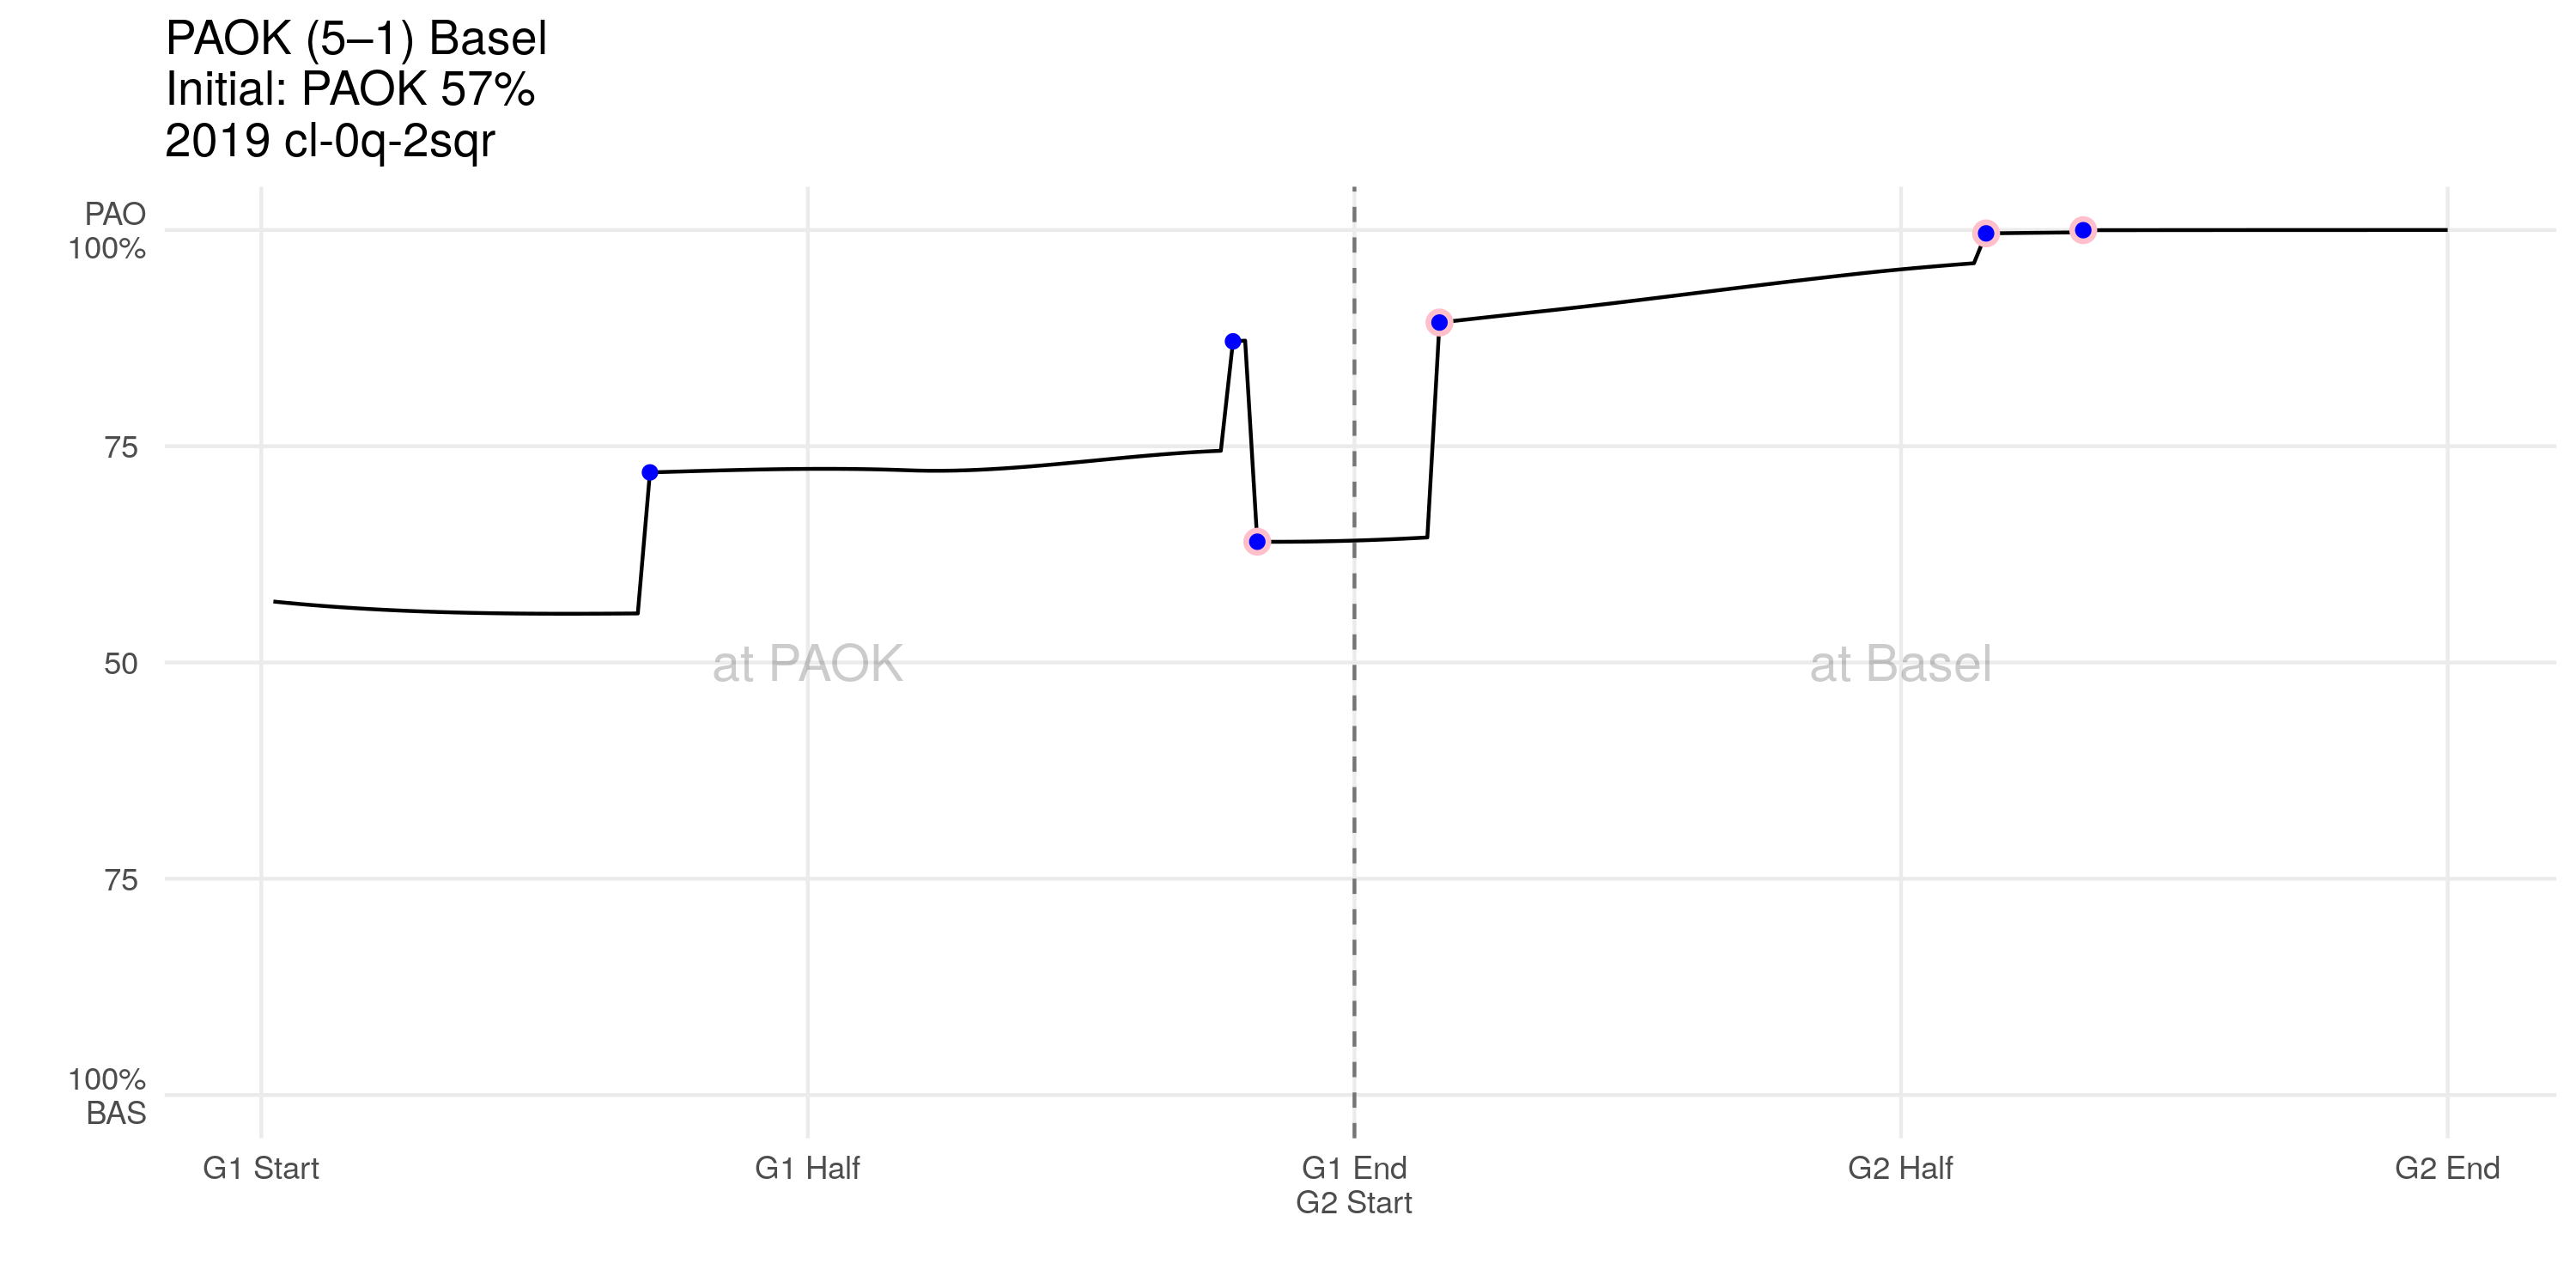 PAOK (5–1) Basel
Initial: PAOK 57%
2019 cl-0q-2sqr
PAO
100%
75
50
75
100%
BAS
at PAOK
at Basel
G1 Start
G1 Half
G1 End
G2 Start
G2 Half
G2 End